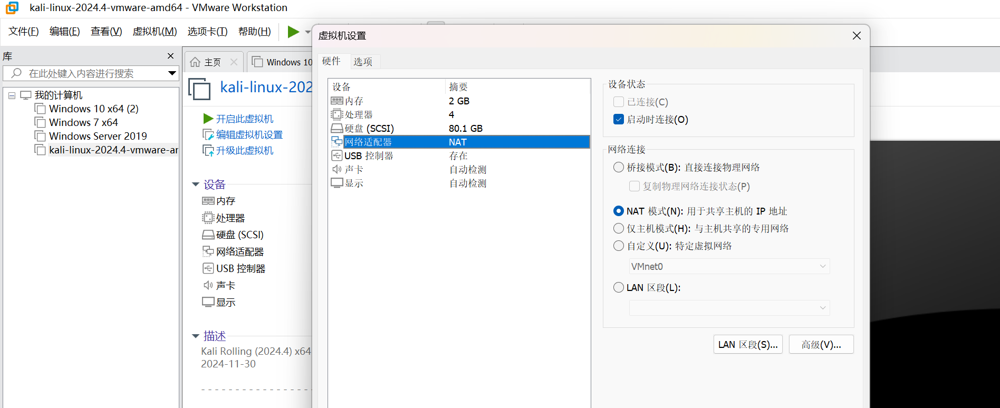 kali-linux-2024.4-vmware-amd64 - VMware Workstation
文件(F) 编辑(E) 查看(V) 虚拟机(M) 选项卡(T) 帮助(H)
库
在此处键入内容进行搜索
我的计算机
Windows 10 x64 (2)
Windows 7 x64
Windows Server 2019
kali-linux-2024.4-vmware-ar
主页
Windows 10
kali-linux-202
开启此虚拟机
编辑虚拟机设置
升级此虚拟机
设备
内存
处理器
硬盘 (SCSI)
网络适配器
USB 控制器
声卡
显示
描述
Kali Rolling (2024.4) x64
2024-11-30
虚拟机设置
硬件 选项
设备 摘要
内存 2 GB
处理器 4
硬盘 (SCSI) 80.1 GB
网络适配器 NAT
USB 控制器 存在
声卡 自动检测
显示 自动检测
设备状态
已连接(C)
启动时连接(O)
网络连接
桥接模式(B): 直接连接物理网络
复制物理网络连接状态(P)
NAT 模式(N): 用于共享主机的 IP 地址
仅主机模式(H): 与主机共享的专用网络
自定义(U): 特定虚拟网络
VMnet0
LAN 区段(L):
LAN 区段(S)... 高级(V)...